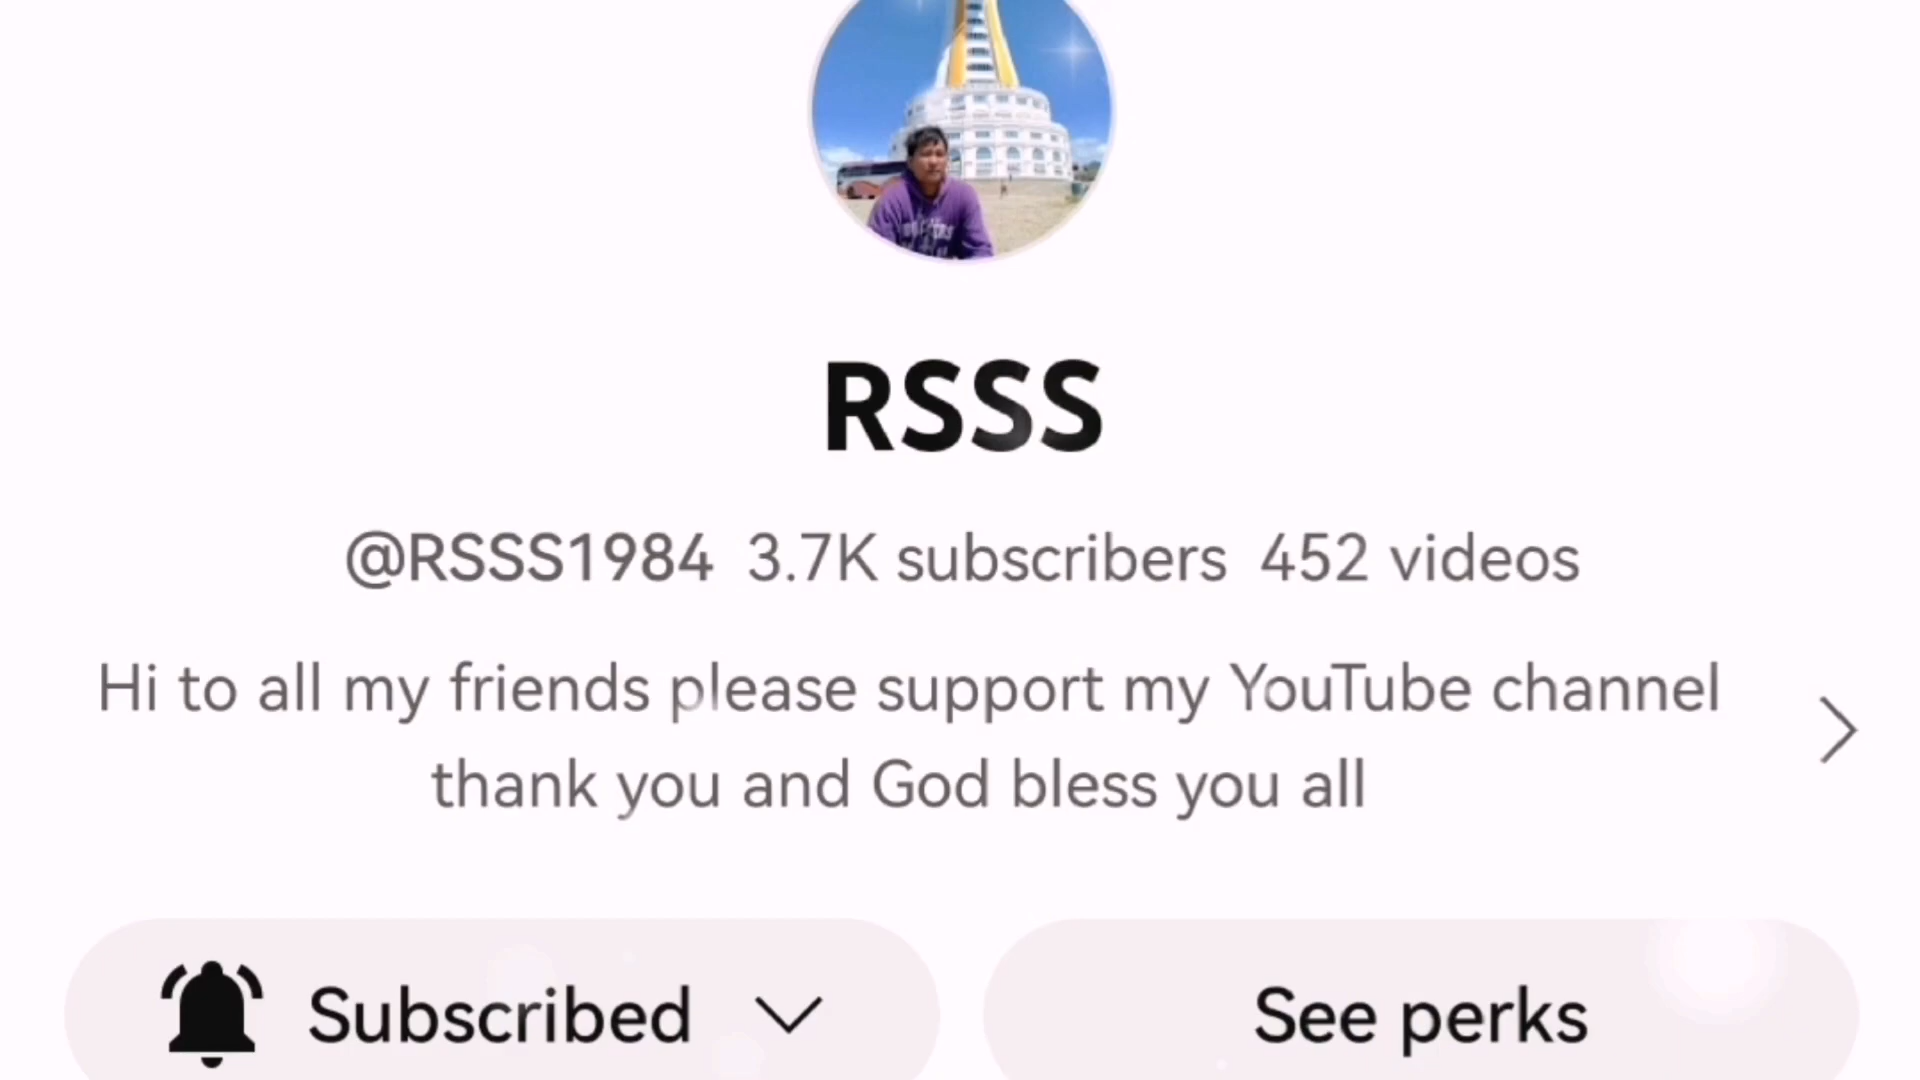 RSSS
@RSSS1984 3.7K subscribers 452 videos
Hi to all my friends please support my YouTube channel
thank you and God bless you all
Subscribed
See perks